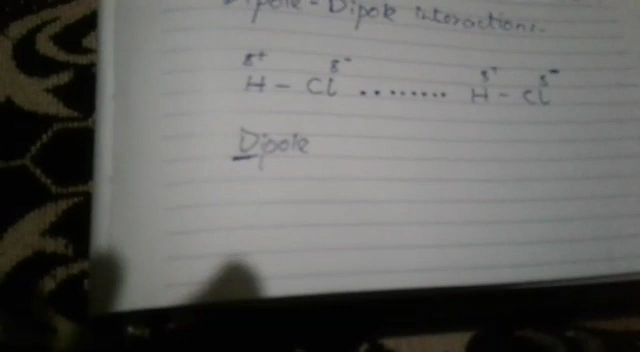 Dipole-Dipole interactions.
δ+ δ- δ+ δ-
H - Cl ........ H - Cl
Dipole